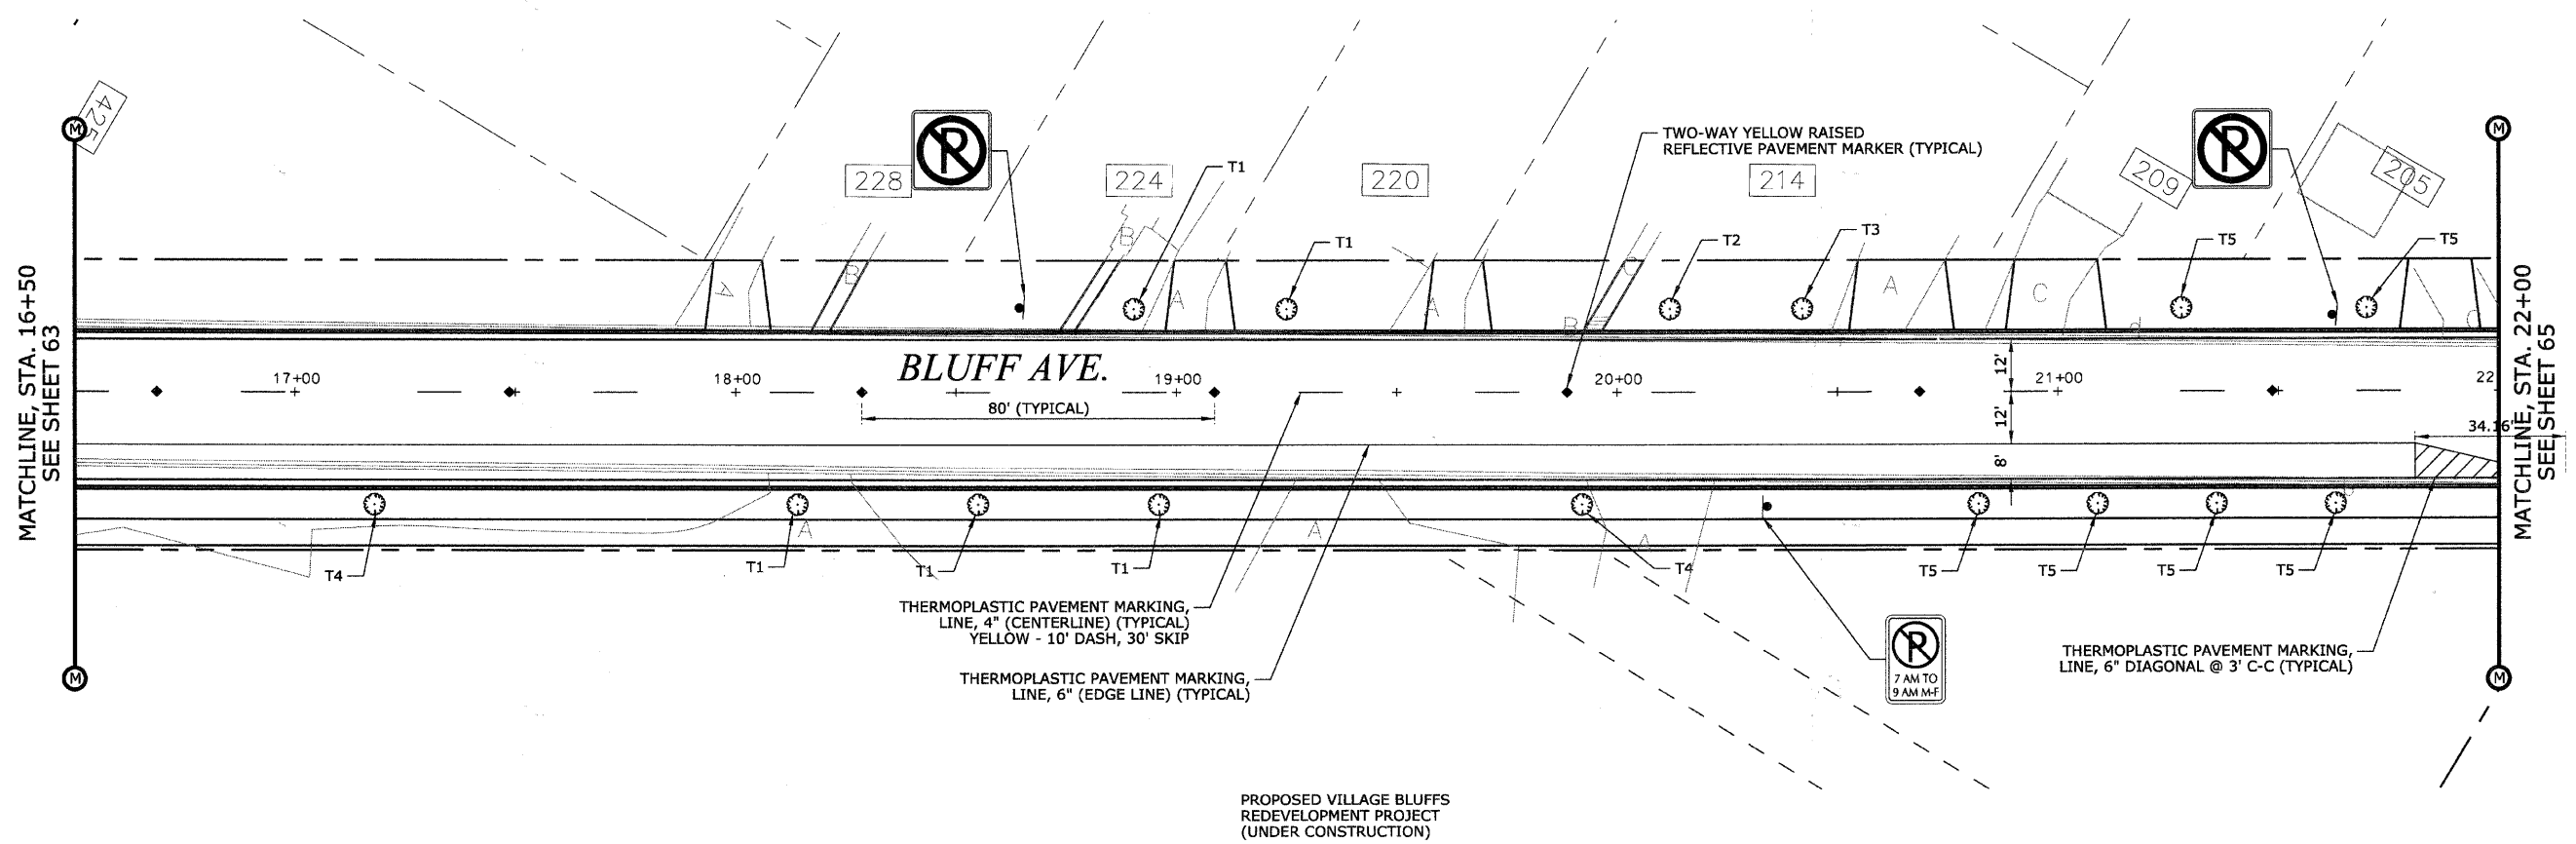 MATCHLINE, STA. 16+50
SEE SHEET 63
M
M
425
228
P
224
T1
220
TWO-WAY YELLOW RAISED
REFLECTIVE PAVEMENT MARKER (TYPICAL)
214
209
P
205
M
B
T1
T2
T3
T5
T5
A
B
A
A
A
C
B
BLUFF AVE.
17+00
18+00
19+00
20+00
21+00
22
80' (TYPICAL)
12'
12'
8'
34.16'
A
A
A
T4
T1
T1
T1
T4
T5
T5
T5
T5
THERMOPLASTIC PAVEMENT MARKING,
LINE, 4" (CENTERLINE) (TYPICAL)
YELLOW - 10' DASH, 30' SKIP
THERMOPLASTIC PAVEMENT MARKING,
LINE, 6" (EDGE LINE) (TYPICAL)
P
7 AM TO
9 AM M-F
THERMOPLASTIC PAVEMENT MARKING,
LINE, 6" DIAGONAL @ 3' C-C (TYPICAL)
M
MATCHLINE, STA. 22+00
SEE SHEET 65
PROPOSED VILLAGE BLUFFS
REDEVELOPMENT PROJECT
(UNDER CONSTRUCTION)